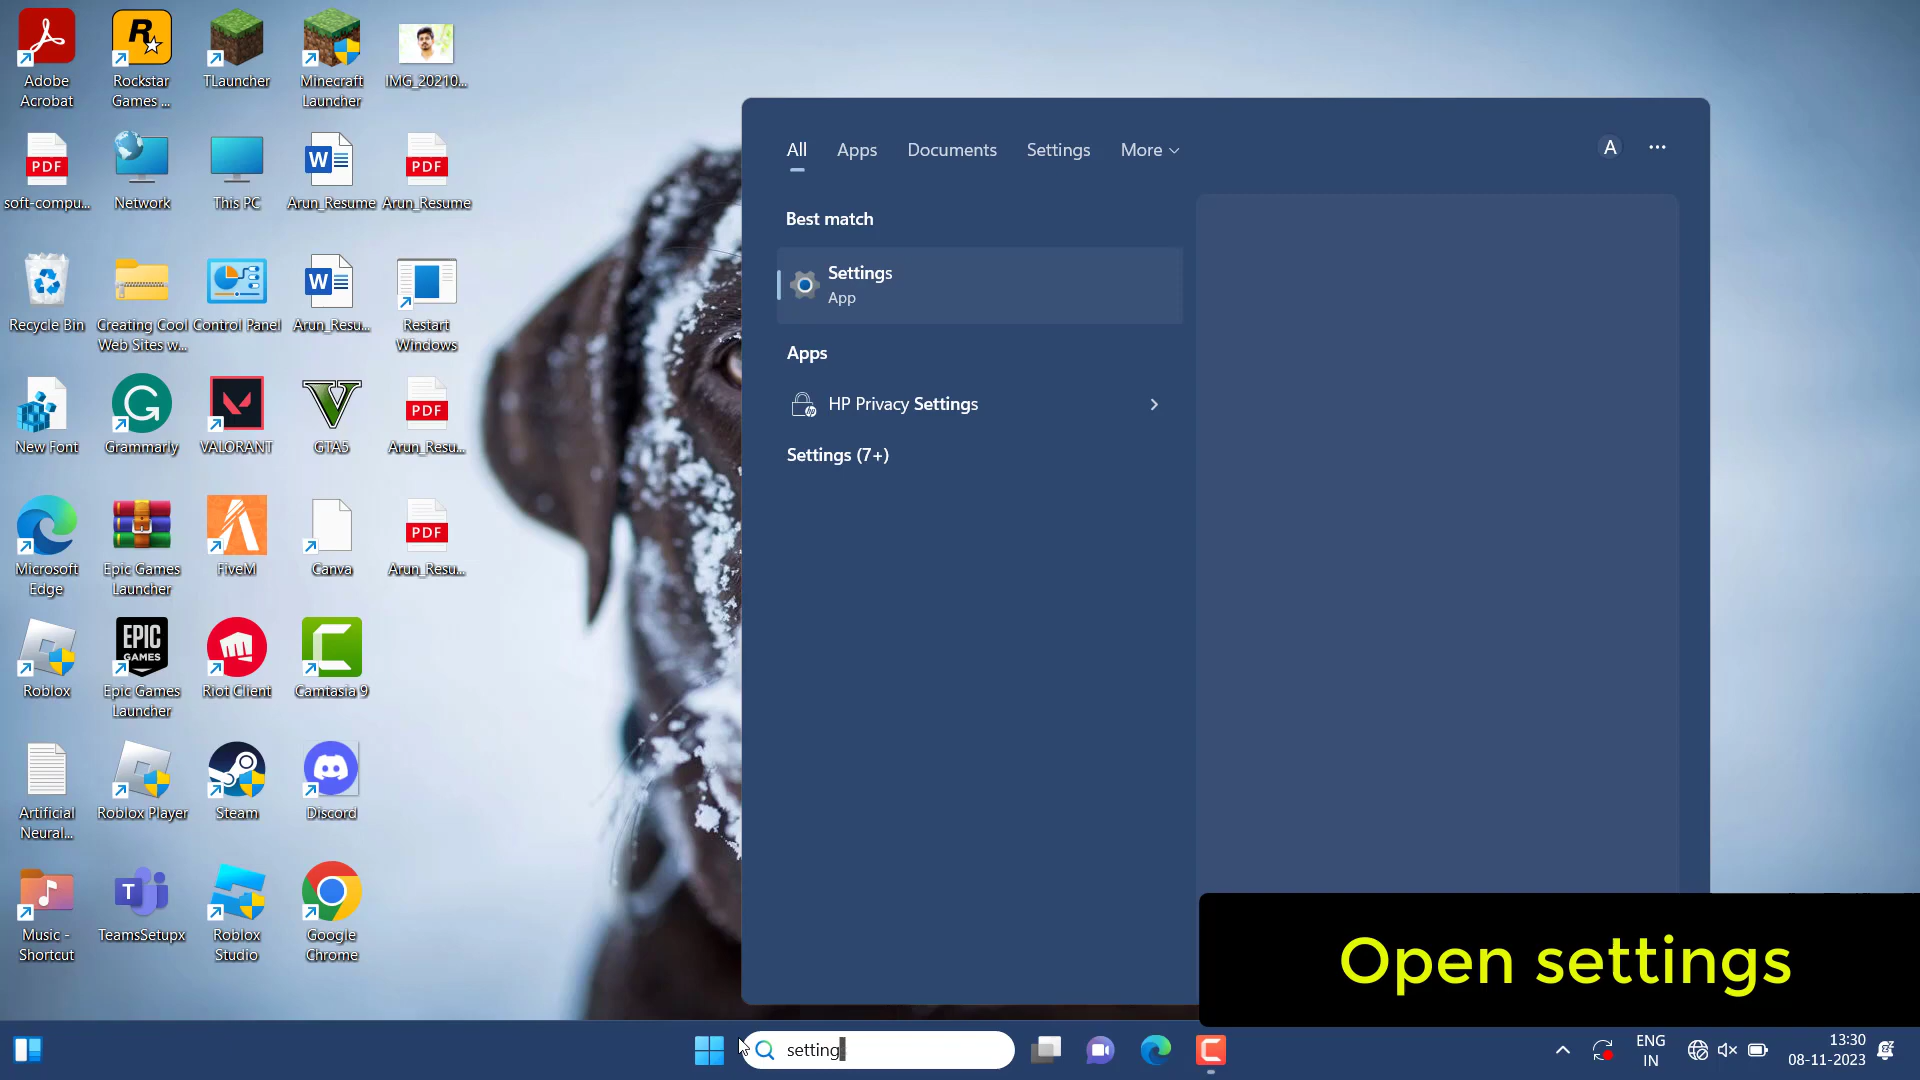 Adobe
Acrobat
Rockstar
Games ...
TLauncher
Minecraft
Launcher
IMG_20210...
soft-compu...
Network
This PC
Arun_Resume
Arun_Resume
Recycle Bin
Creating Cool
Web Sites w...
Control Panel
Arun_Resu...
Restart
Windows
New Font
Grammarly
VALORANT
GTA5
Arun_Resu...
Microsoft
Edge
Epic Games
Launcher
FiveM
Canva
Arun_Resu...
Roblox
EPIC
GAMES
Epic Games
Launcher
Riot Client
Camtasia 9
Artificial
Neural...
Roblox Player
Steam
Discord
Music -
Shortcut
TeamsSetupx
Roblox
Studio
Google
Chrome
PDF
W
PDF
W
PDF
PDF
All Apps Documents Settings More A ...
Best match
Settings
App
Apps
HP Privacy Settings
Settings (7+)
Open settings
settings
ENG
IN
13:30
08-11-2023